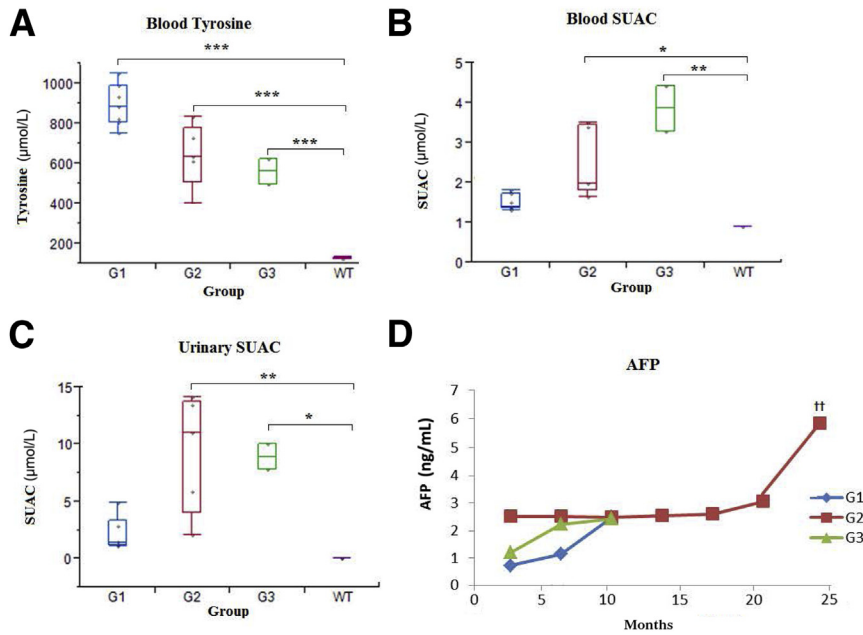 A
Blood Tyrosine
***
***
***
Tyrosine (μmol/L)
1000
800
600
400
200
G1 G2 G3 WT
Group
B
Blood SUAC
*
**
SUAC (μmol/L)
5
4
3
2
1
0
G1 G2 G3 WT
Group
C
Urinary SUAC
**
*
SUAC (μmol/L)
15
10
5
0
G1 G2 G3 WT
Group
D
AFP
††
AFP (ng/mL)
7
6
5
4
3
2
1
0
0 5 10 15 20 25
Months
G1
G2
G3